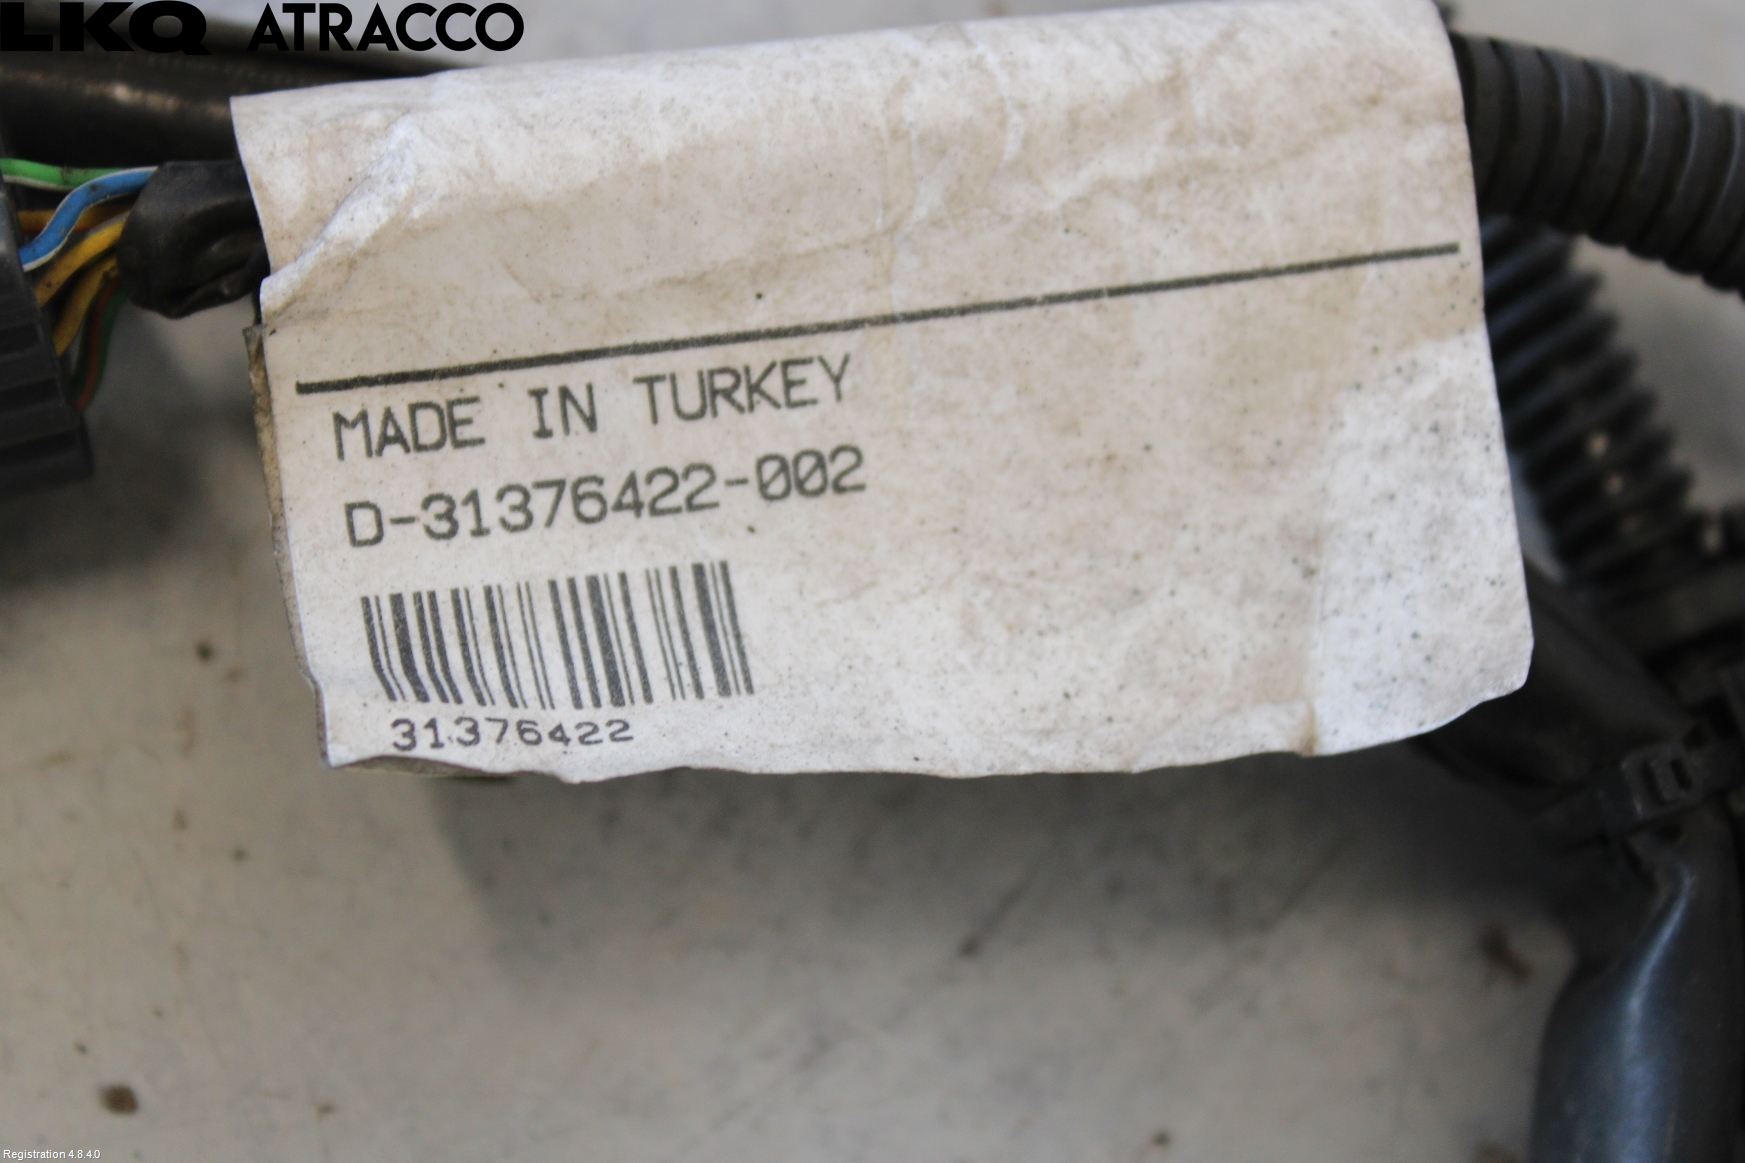 LKQ ATRACCO
MADE IN TURKEY
D-31376422-002
31376422
Registration 4.8.4.0